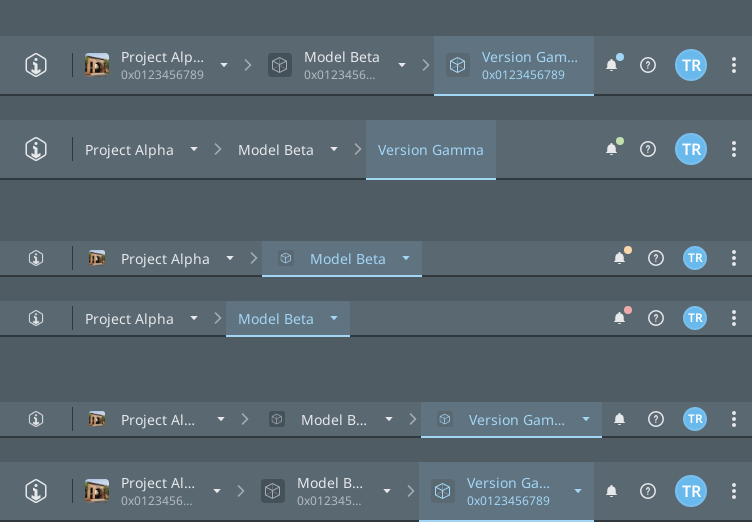 Project Alp... Model Beta Version Gam... TR
0x0123456789 0x0123456... 0x0123456789
Project Alpha Model Beta Version Gamma TR
Project Alpha Model Beta TR
Project Alpha Model Beta TR
Project Al... Model B... Version Gam... TR
Project Al... Model B... Version Ga... TR
0x0123456... 0x012345... 0x0123456789